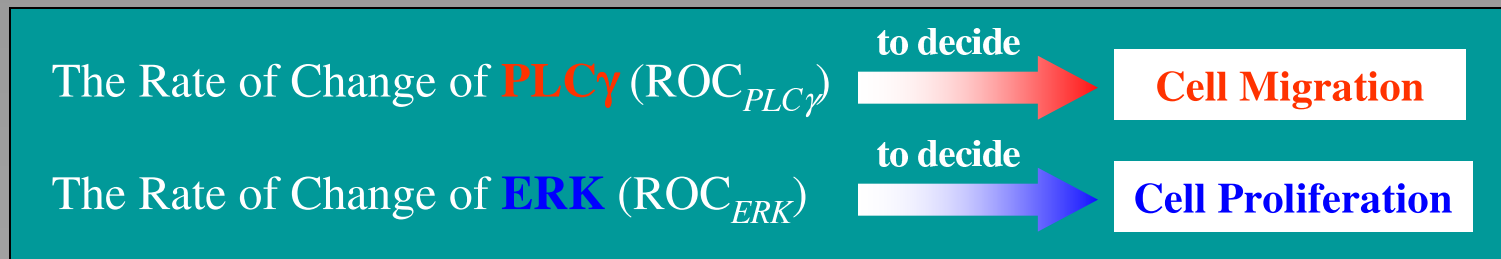 to decide
The Rate of Change of PLCγ (ROC_PLCγ) Cell Migration
to decide
The Rate of Change of ERK (ROC_ERK) Cell Proliferation